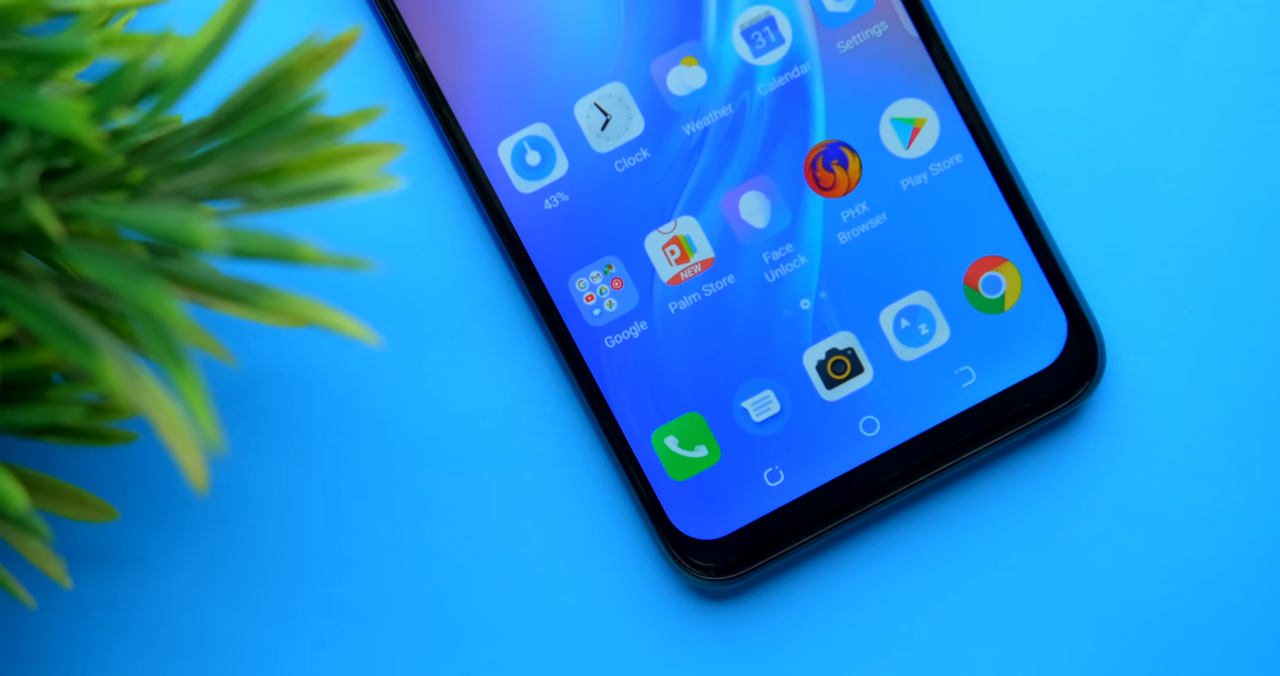 31
Settings
Calendar
Weather
Clock
43%
Play Store
PHX
Browser
Face
Unlock
P
NEW
Palm Store
G M
Google
A
Z